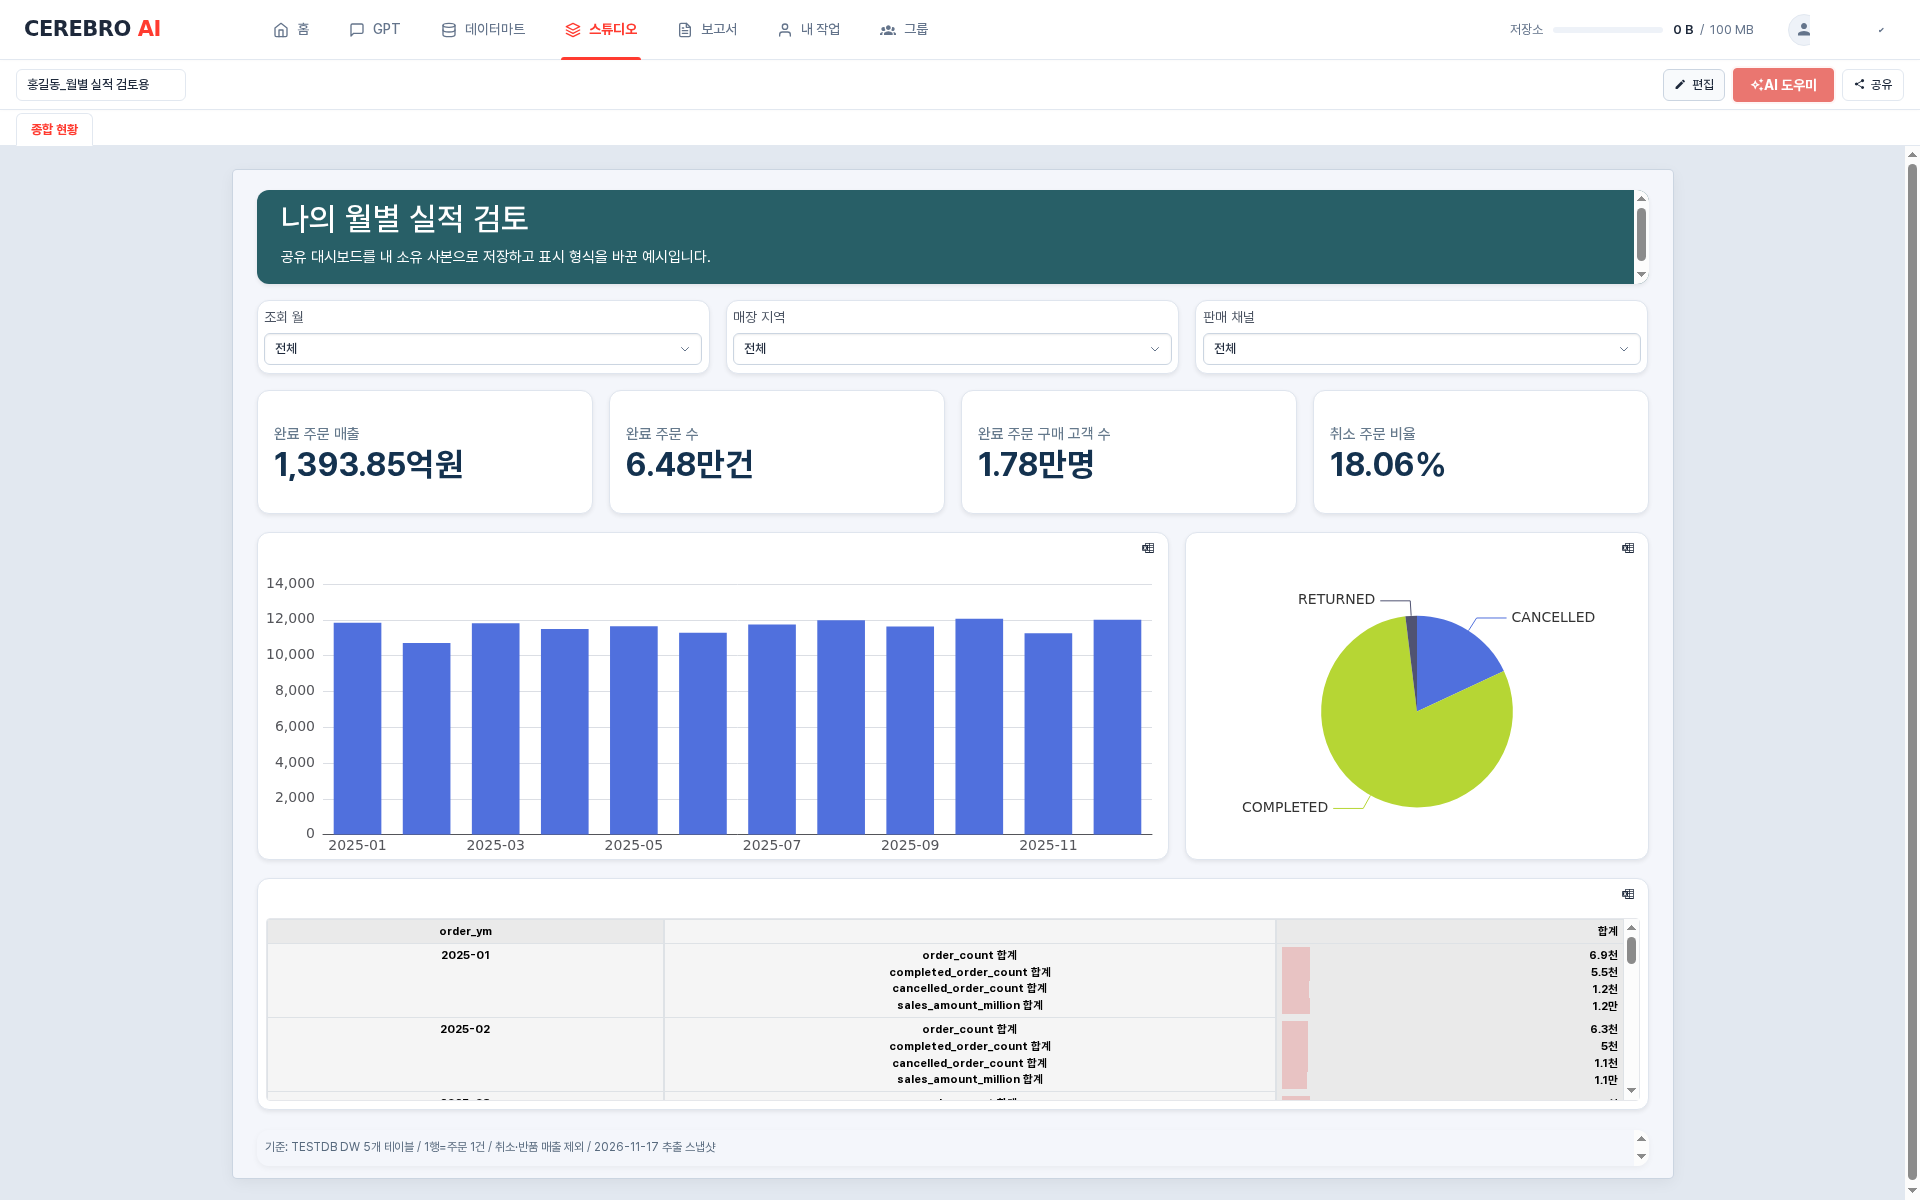 CEREBRO AI
홈
GPT
데이터마트
스튜디오
보고서
내 작업
그룹
저장소
0 B / 100 MB
홍길동_월별 실적 검토용
편집
AI 도우미
공유
종합 현황
나의 월별 실적 검토
공유 대시보드를 내 소유 사본으로 저장하고 표시 형식을 바꾼 예시입니다.
조회 월
전체
매장 지역
전체
판매 채널
전체
완료 주문 매출
1,393.85억원
완료 주문 수
6.48만건
완료 주문 구매 고객 수
1.78만명
취소 주문 비율
18.06%
14,000
12,000
10,000
8,000
6,000
4,000
2,000
0
2025-01
2025-03
2025-05
2025-07
2025-09
2025-11
RETURNED
CANCELLED
COMPLETED
order_ym
합계
2025-01
order_count 합계
6.9천
completed_order_count 합계
5.5천
cancelled_order_count 합계
1.2천
sales_amount_million 합계
1.2만
2025-02
order_count 합계
6.3천
completed_order_count 합계
5천
cancelled_order_count 합계
1.1천
sales_amount_million 합계
1.1만
기준: TESTDB DW 5개 테이블 / 1행=주문 1건 / 취소·반품 매출 제외 / 2026-11-17 추출 스냅샷